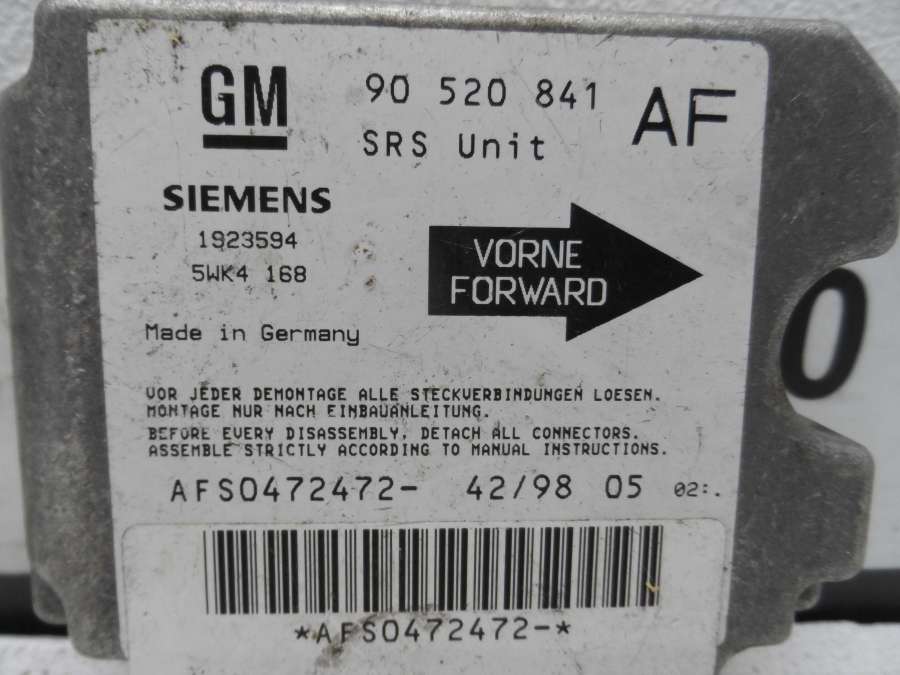 GM
90 520 841
AF
SRS Unit
SIEMENS
1923594
5WK4 168
VORNE
FORWARD
Made in Germany
VOR JEDER DEMONTAGE ALLE STECKVERBINDUNGEN LOESEN.
MONTAGE NUR NACH EINBAUANLEITUNG.
BEFORE EVERY DISASSEMBLY, DETACH ALL CONNECTORS.
ASSEMBLE STRICTLY ACCORDING TO MANUAL INSTRUCTIONS.
AFS0472472- 42/98 05 02:.
*AFS0472472-*
0